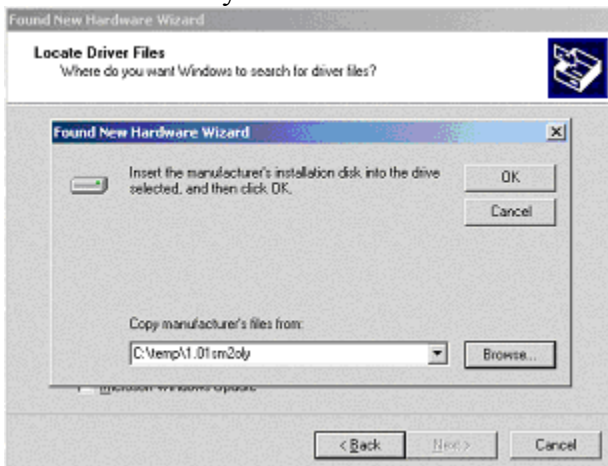 Found New Hardware Wizard
Locate Driver Files
Where do you want Windows to search for driver files?
Found New Hardware Wizard
Insert the manufacturer's installation disk into the drive
selected, and then click OK.
OK
Cancel
Copy manufacturer's files from:
C:\temp\1.01sm2oly
Browse...
< Back
Next >
Cancel